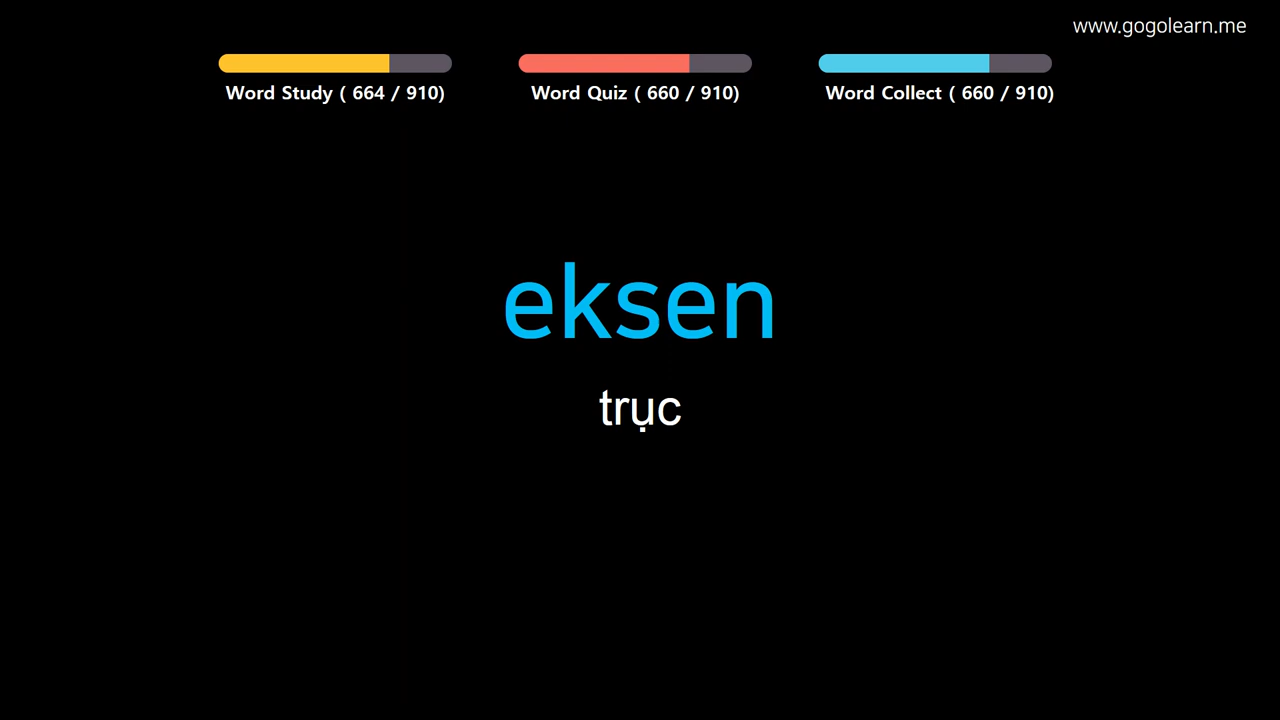 www.gogolearn.me
Word Study ( 664 / 910)
Word Quiz ( 660 / 910)
Word Collect ( 660 / 910)
eksen
trục